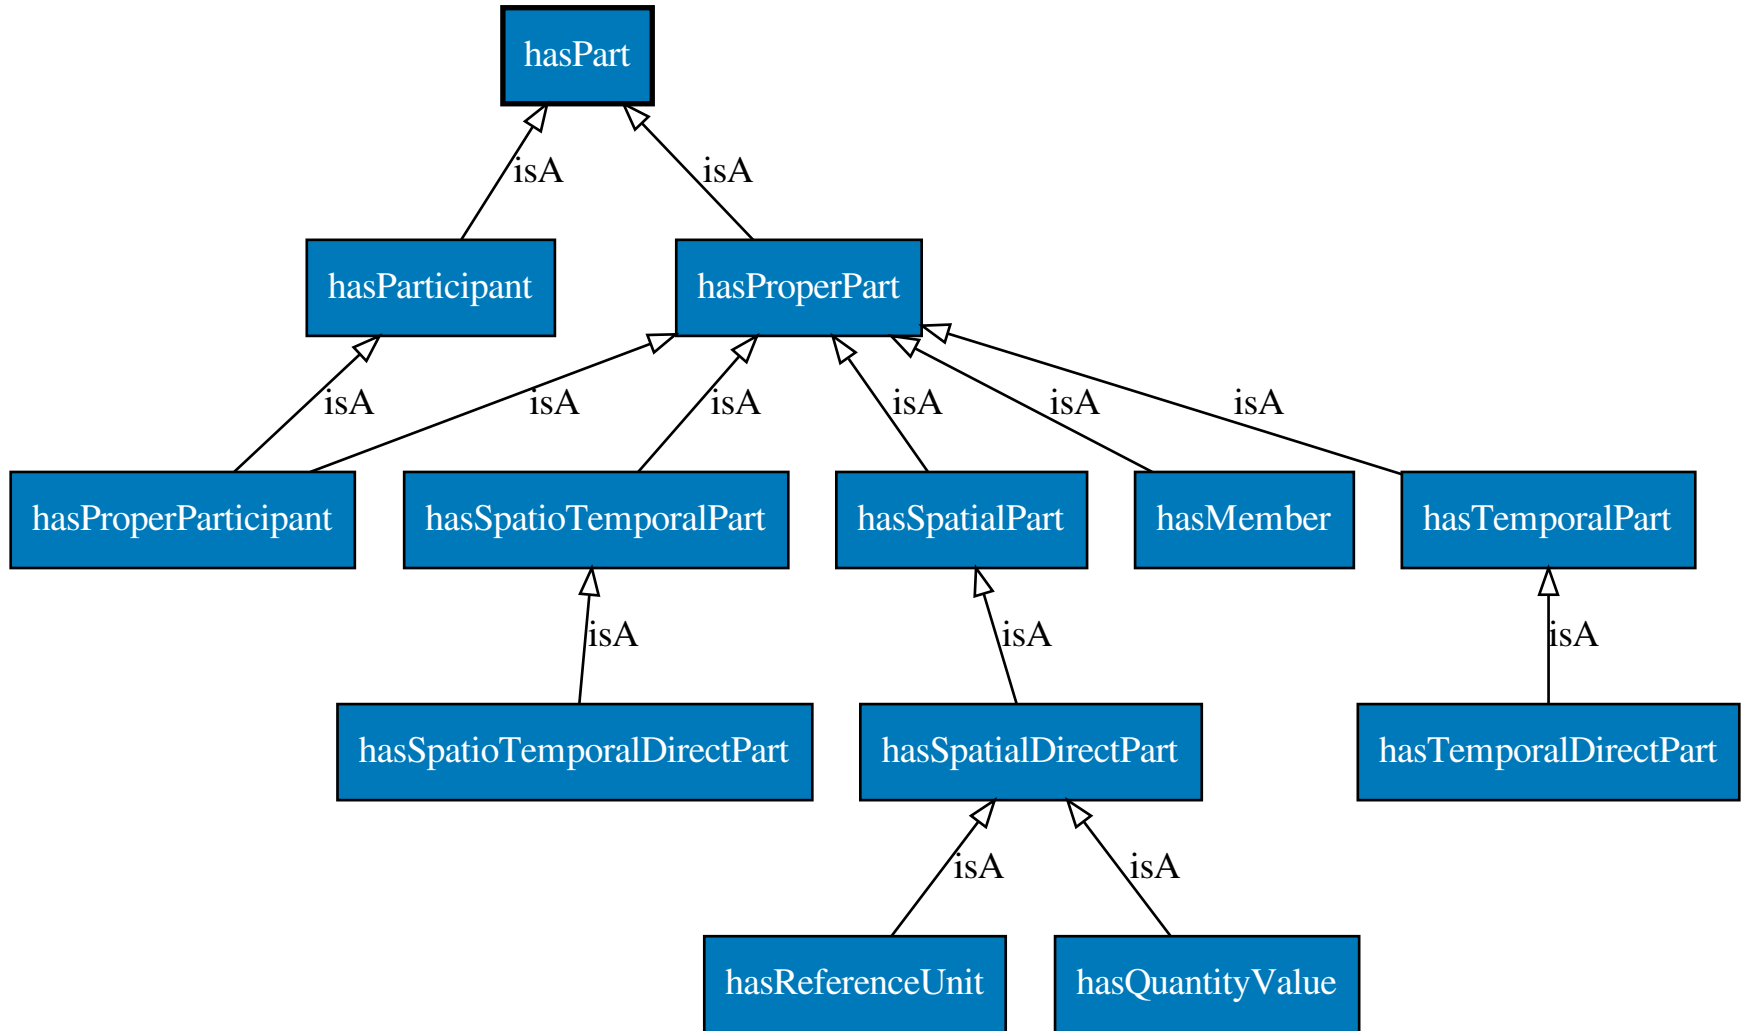 hasPart
isA
isA
hasParticipant
hasProperPart
isA
isA
isA
isA
isA
isA
hasProperParticipant
hasSpatioTemporalPart
hasSpatialPart
hasMember
hasTemporalPart
isA
isA
isA
hasSpatioTemporalDirectPart
hasSpatialDirectPart
hasTemporalDirectPart
isA
isA
hasReferenceUnit
hasQuantityValue